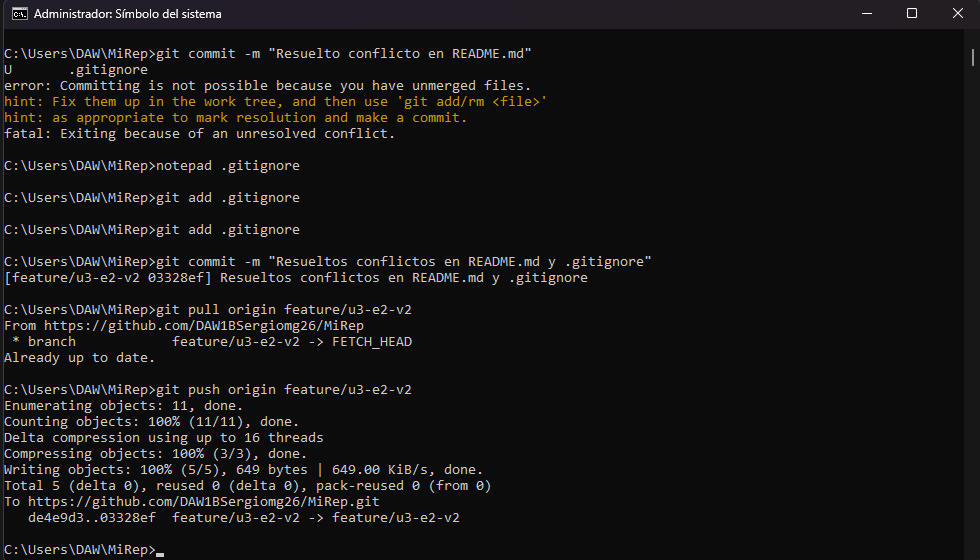 Administrador: Símbolo del sistema
C:\Users\DAW\MiRep>git commit -m "Resuelto conflicto en README.md"
U       .gitignore
error: Committing is not possible because you have unmerged files.
hint: Fix them up in the work tree, and then use 'git add/rm <file>'
hint: as appropriate to mark resolution and make a commit.
fatal: Exiting because of an unresolved conflict.
C:\Users\DAW\MiRep>notepad .gitignore
C:\Users\DAW\MiRep>git add .gitignore
C:\Users\DAW\MiRep>git add .gitignore
C:\Users\DAW\MiRep>git commit -m "Resueltos conflictos en README.md y .gitignore"
[feature/u3-e2-v2 03328ef] Resueltos conflictos en README.md y .gitignore
C:\Users\DAW\MiRep>git pull origin feature/u3-e2-v2
From https://github.com/DAW1BSergiomg26/MiRep
 * branch            feature/u3-e2-v2 -> FETCH_HEAD
Already up to date.
C:\Users\DAW\MiRep>git push origin feature/u3-e2-v2
Enumerating objects: 11, done.
Counting objects: 100% (11/11), done.
Delta compression using up to 16 threads
Compressing objects: 100% (3/3), done.
Writing objects: 100% (5/5), 649 bytes | 649.00 KiB/s, done.
Total 5 (delta 0), reused 0 (delta 0), pack-reused 0 (from 0)
To https://github.com/DAW1BSergiomg26/MiRep.git
   de4e9d3..03328ef  feature/u3-e2-v2 -> feature/u3-e2-v2
C:\Users\DAW\MiRep>